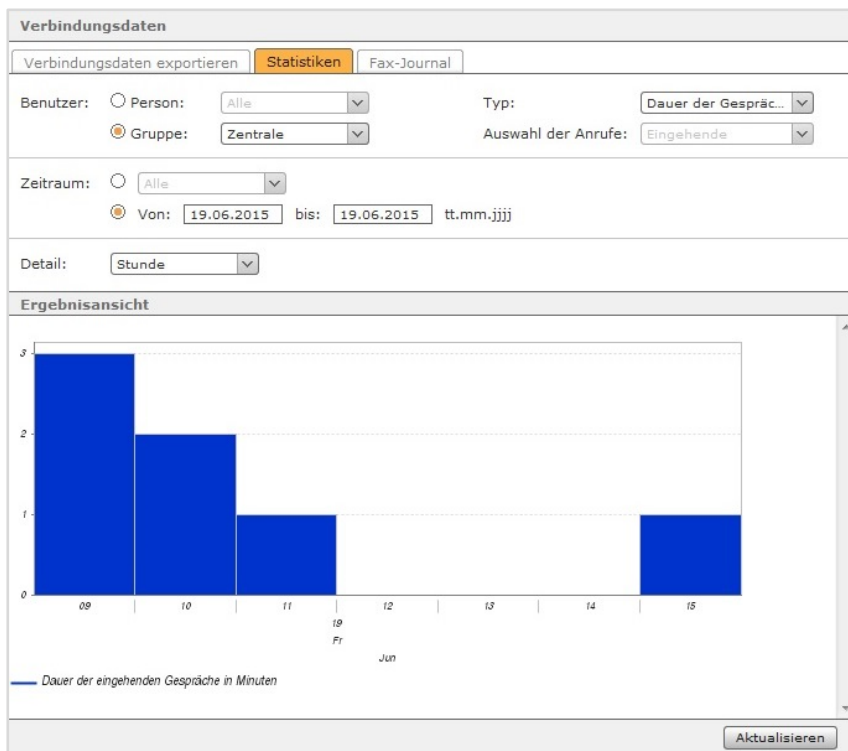 Verbindungsdaten
Verbindungsdaten exportieren Statistiken Fax-Journal
Benutzer: Person: Alle Typ: Dauer der Gespräc...
Gruppe: Zentrale Auswahl der Anrufe: Eingehende
Zeitraum: Alle
Von: 19.06.2015 bis: 19.06.2015 tt.mm.jjjj
Detail: Stunde
Ergebnisansicht
3
2
1
0
09 10 11 12 13 14 15
19
Fr
Jun
Dauer der eingehenden Gespräche in Minuten
Aktualisieren